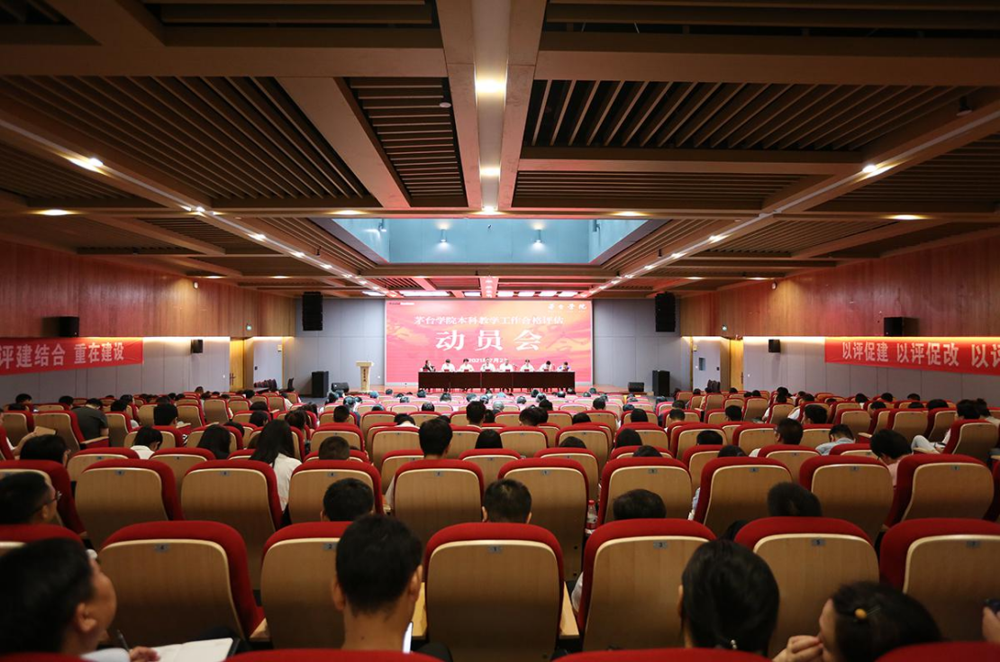 茅台学院
茅台学院本科教学工作合格评估
动员会
评建结合 重在建设
以评促建 以评促改 以评